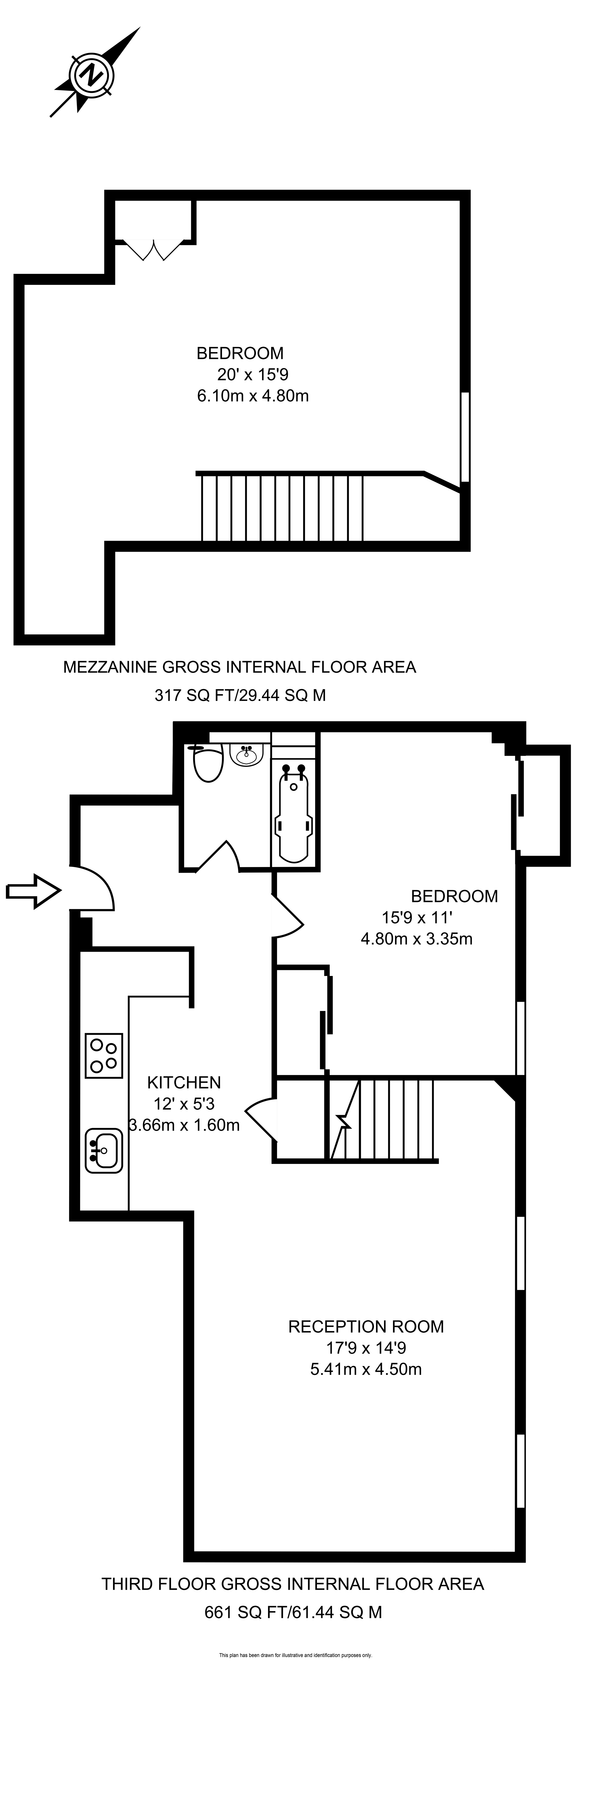 N
BEDROOM
20' x 15'9
6.10m x 4.80m
MEZZANINE GROSS INTERNAL FLOOR AREA
317 SQ FT/29.44 SQ M
BEDROOM
15'9 x 11'
4.80m x 3.35m
KITCHEN
12' x 5'3
3.66m x 1.60m
RECEPTION ROOM
17'9 x 14'9
5.41m x 4.50m
THIRD FLOOR GROSS INTERNAL FLOOR AREA
661 SQ FT/61.44 SQ M
This plan has been drawn for illustrative and identification purposes only.